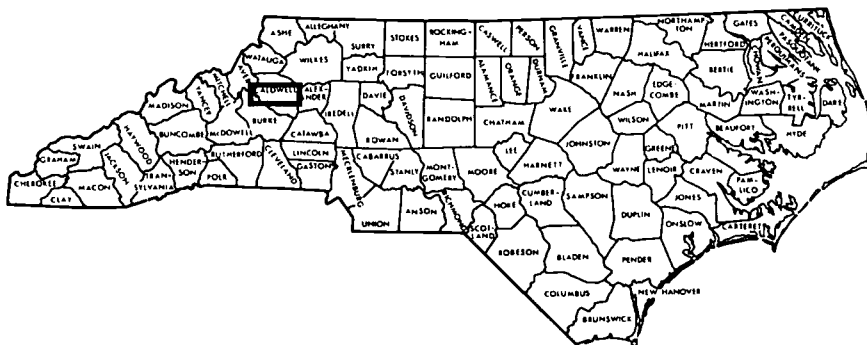 ASHE
ALLEGHANY
SURRY
STOKES
ROCKING-
HAM
CASWELL
PERSON
GRANVILLE
VANCE
WARREN
NORTHAMP
TON
GATES
CURRITUCK
CAMDEN
PASQUOTANK
PERQUIMANS
HERTFORD
HALIFAX
WATAUGA
WILKES
YADKIN
FORSYTH
GUILFORD
ALAMANCE
ORANGE
DURHAM
FRANKLIN
BERTIE
CHOWAN
AVERY
MITCHELL
CALDWELL
ALEX-
ANDER
IREDELL
DAVIE
NASH
EDGE-
COMBE
MARTIN
WASH-
INGTON
TYR-
RELL
DARE
MADISON
YANCEY
BURKE
DAVIDSON
RANDOLPH
CHATHAM
WAKE
WILSON
PITT
BEAUFORT
HYDE
HAYWOOD
BUNCOMBE
McDOWELL
CATAWBA
ROWAN
LEE
JOHNSTON
GREEN
SWAIN
GRAHAM
JACKSON
HENDER-
SON
RUTHERFORD
LINCOLN
CABARRUS
MONT-
GOMERY
MOORE
HARNETT
WAYNE
LENOIR
CRAVEN
PAM-
LICO
CHEROKEE
MACON
TRAN-
SYLVANIA
POLK
CLEVELAND
GASTON
MECKLENBURG
STANLY
CUMBER-
LAND
SAMPSON
JONES
CLAY
UNION
ANSON
RICHMOND
HOKE
SCOT-
LAND
DUPLIN
ONSLOW
CARTERET
ROBESON
BLADEN
PENDER
COLUMBUS
NEW HANOVER
BRUNSWICK